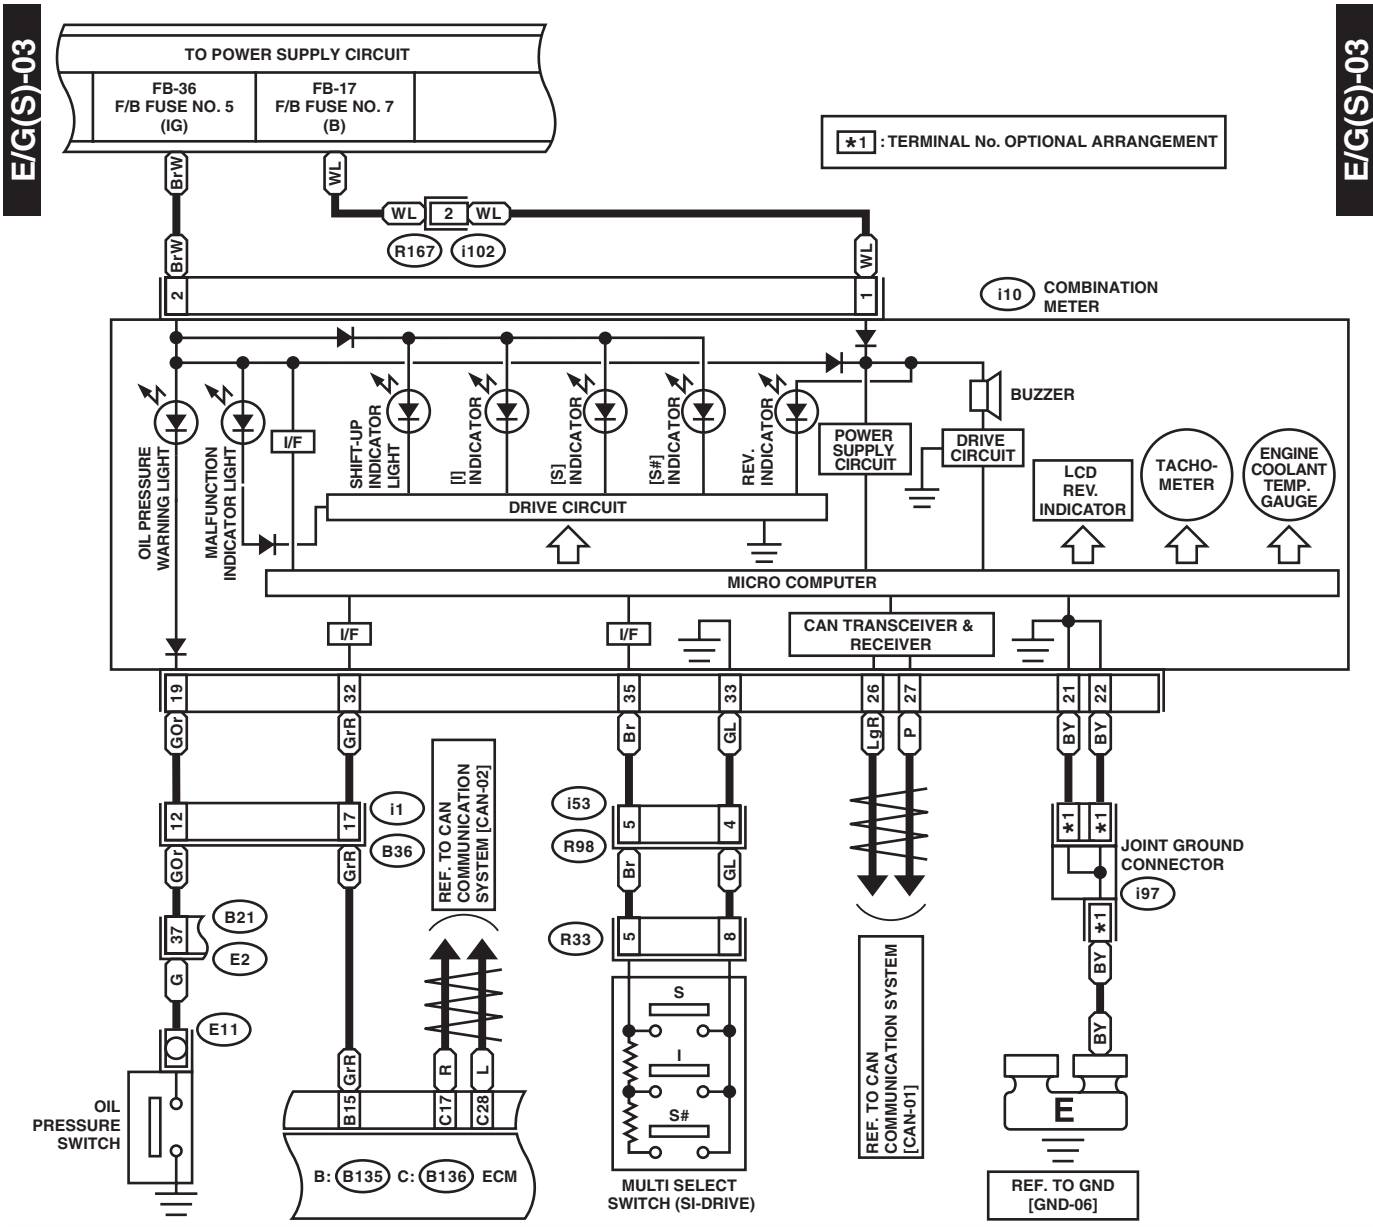 E/G(S)-03
E/G(S)-03
TO POWER SUPPLY CIRCUIT
FB-36
F/B FUSE NO. 5
(IG)
FB-17
F/B FUSE NO. 7
(B)
*1 : TERMINAL No. OPTIONAL ARRANGEMENT
BrW
WL
WL 2 WL
R167 i102
BrW
WL
2
1
i10 COMBINATION
METER
BUZZER
I/F
OIL PRESSURE
WARNING LIGHT
MALFUNCTION
INDICATOR LIGHT
SHIFT-UP
INDICATOR
LIGHT
[I]
INDICATOR
[S]
INDICATOR
[S#]
INDICATOR
REV.
INDICATOR
POWER
SUPPLY
CIRCUIT
DRIVE
CIRCUIT
LCD
REV.
INDICATOR
TACHO-
METER
ENGINE
COOLANT
TEMP.
GAUGE
DRIVE CIRCUIT
MICRO COMPUTER
I/F
I/F
CAN TRANSCEIVER &
RECEIVER
19
32
35
33
26
27
21
22
GOr
GrR
Br
GL
LgR
P
BY
BY
REF. TO CAN
COMMUNICATION
SYSTEM [CAN-02]
12
17
i1
B36
i53
R98
5
4
*1
*1
JOINT GROUND
CONNECTOR
i97
GOr
GrR
Br
GL
37
B21
E2
R33
5
8
*1
G
BY
E11
S
I
S#
REF. TO CAN
COMMUNICATION SYSTEM
[CAN-01]
BY
GrR
R
L
B15
C17
C28
E
OIL
PRESSURE
SWITCH
B: B135 C: B136 ECM
MULTI SELECT
SWITCH (SI-DRIVE)
REF. TO GND
[GND-06]